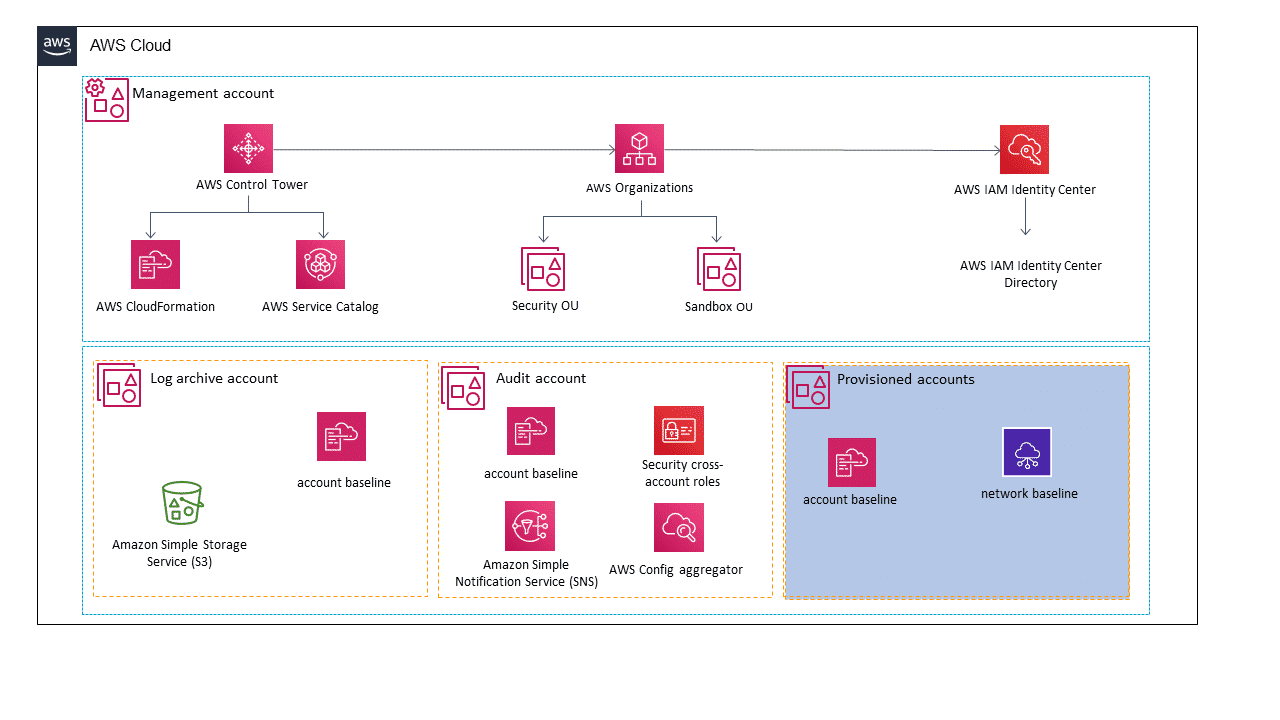 aws
AWS Cloud
Management account
AWS Control Tower
AWS Organizations
AWS IAM Identity Center
AWS CloudFormation
AWS Service Catalog
Security OU
Sandbox OU
AWS IAM Identity Center
Directory
Log archive account
account baseline
Amazon Simple Storage
Service (S3)
Audit account
account baseline
Security cross-
account roles
Amazon Simple
Notification Service (SNS)
AWS Config aggregator
Provisioned accounts
account baseline
network baseline